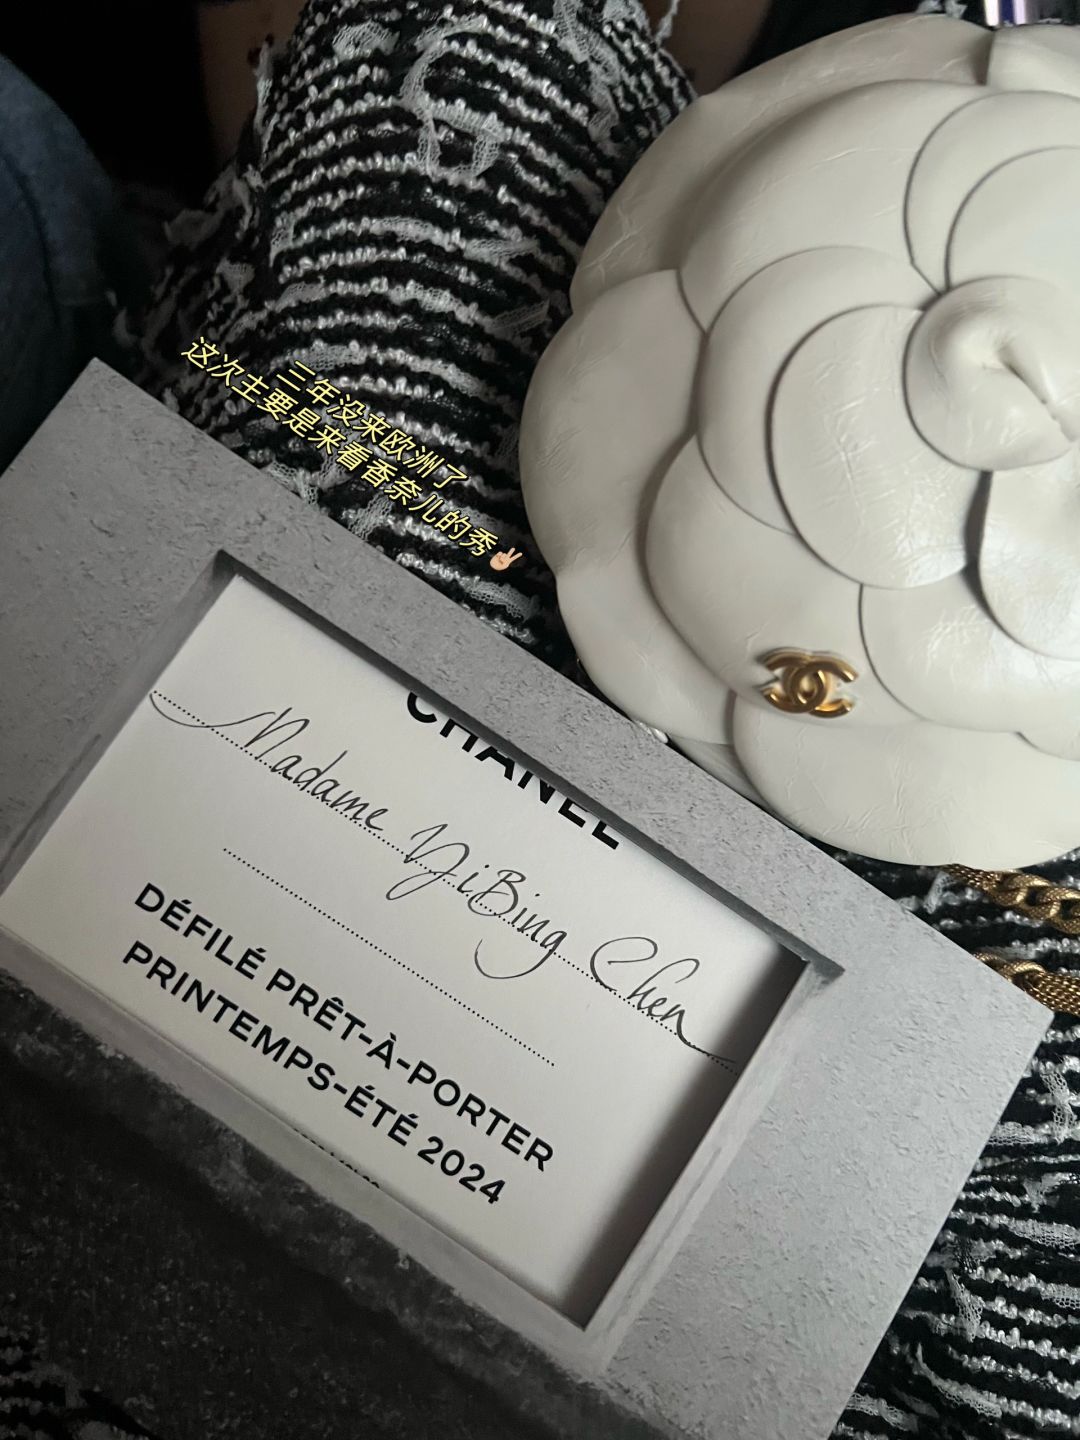 三年没来欧洲了
这次主要是来看香奈儿的秀✌🏻
CHANEL
Madame YiBing Chen
DÉFILÉ PRÊT-À-PORTER
PRINTEMPS-ÉTÉ 2024